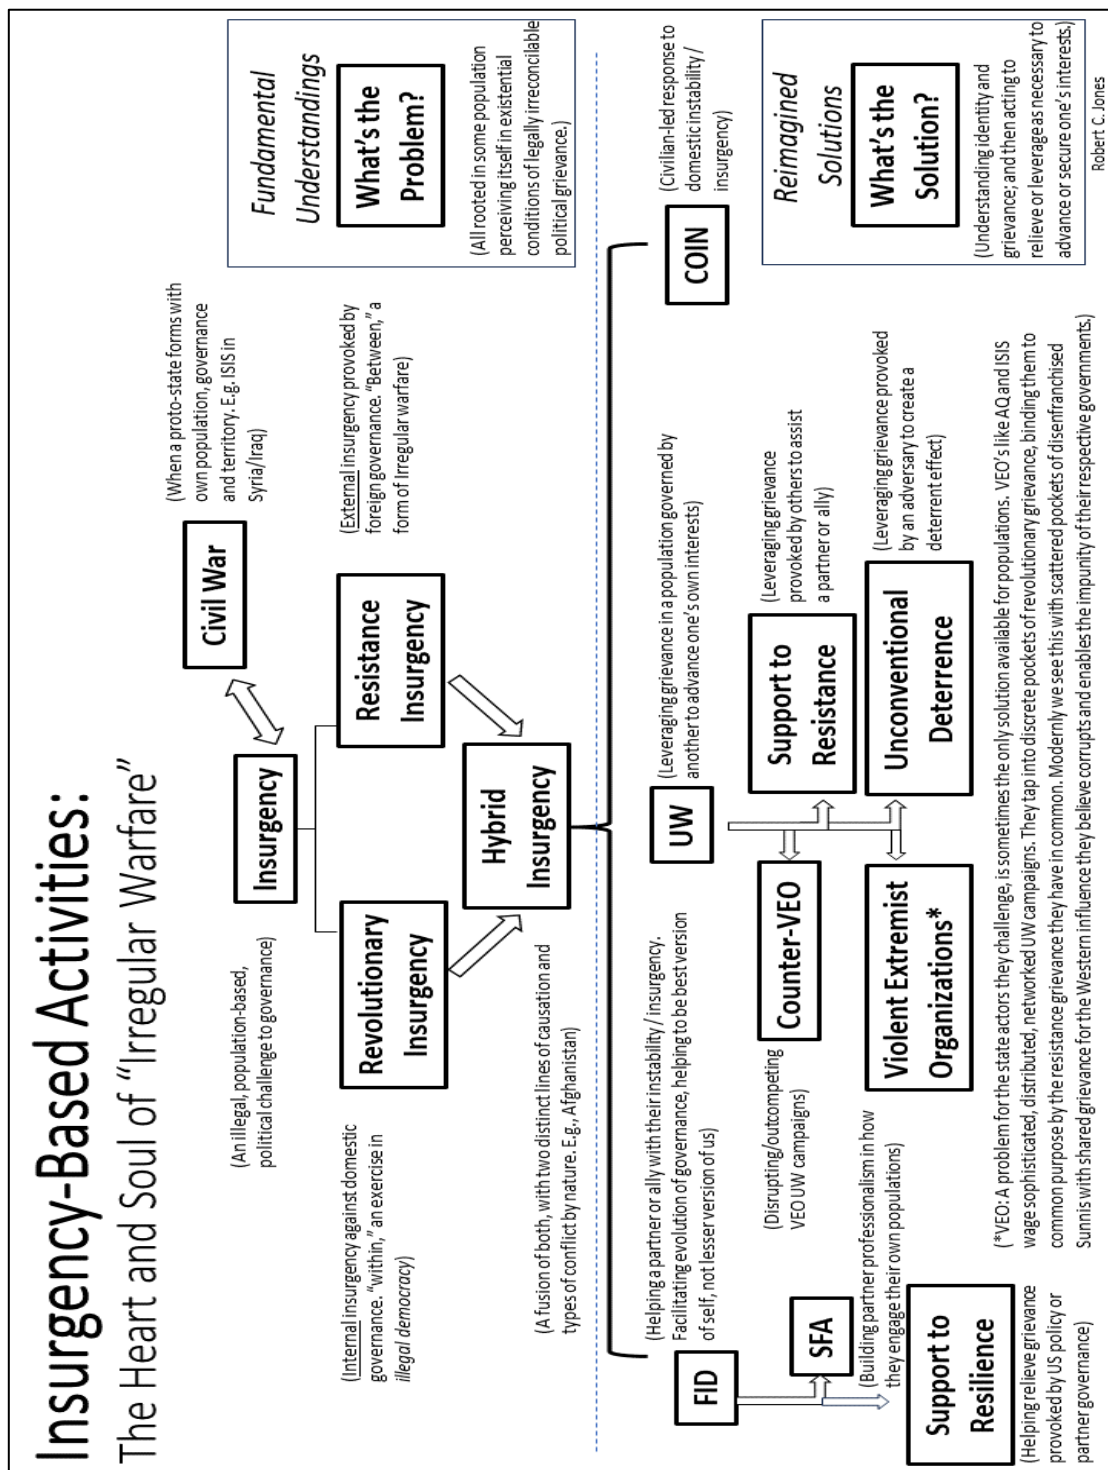 Insurgency-Based Activities:
The Heart and Soul of “Irregular Warfare”
Fundamental
Understandings
What's the
Problem?
(All rooted in some population
perceiving itself in existential
conditions of legally irreconcilable
political grievance.)
(When a proto-state forms with
own population, governance
and territory. E.g. ISIS in
Syria/Iraq)
Civil War
Insurgency
(An illegal, population-based,
political challenge to governance)
(Internal insurgency against domestic
governance. “within,” an exercise in
illegal democracy)
Revolutionary
Insurgency
Resistance
Insurgency
(External insurgency provoked by
foreign governance. “Between,” a
form of Irregular warfare)
Hybrid
Insurgency
(A fusion of both, with two distinct lines of causation and
types of conflict by nature. E.g., Afghanistan)
FID
(Helping a partner or ally with their instability / insurgency.
Facilitating evolution of governance, helping to be best version
of self, not lesser version of us)
SFA
(Building partner professionalism in how
they engage their own populations)
Support to
Resilience
(Helping relieve grievance
provoked by US policy or
partner governance)
UW
(Leveraging grievance in a population governed by
another to advance one's own interests)
Counter-VEO
(Disrupting/outcompeting
VEO UW campaigns)
Support to
Resistance
(Leveraging grievance
provoked by others to assist
a partner or ally)
Violent Extremist
Organizations*
Unconventional
Deterrence
(Leveraging grievance provoked
by an adversary to create a
deterrent effect)
COIN
(Civilian-led response to
domestic instability /
insurgency)
Reimagined
Solutions
What's the
Solution?
(Understanding identity and
grievance; and then acting to
relieve or leverage as necessary to
advance or secure one's interests.)
(*VEO: A problem for the state actors they challenge, is sometimes the only solution available for populations. VEO's like AQ and ISIS
wage sophisticated, distributed, networked UW campaigns. They tap into discrete pockets of revolutionary grievance, binding them to
common purpose by the resistance grievance they have in common. Modernly we see this with scattered pockets of disenfranchised
Sunnis with shared grievance for the Western influence they believe corrupts and enables the impunity of their respective governments.)
Robert C. Jones